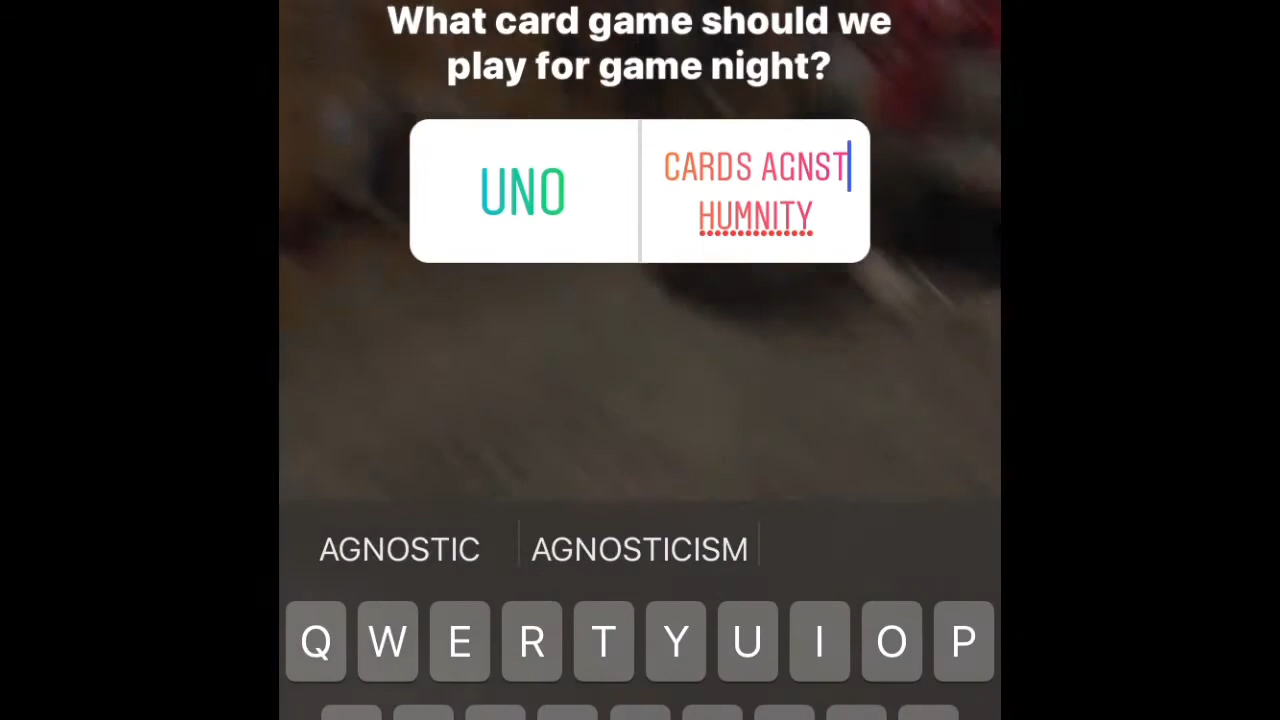 What card game should we
play for game night?
UNO
CARDS AGNST
HUMNITY
AGNOSTIC AGNOSTICISM
Q W E R T Y U I O P